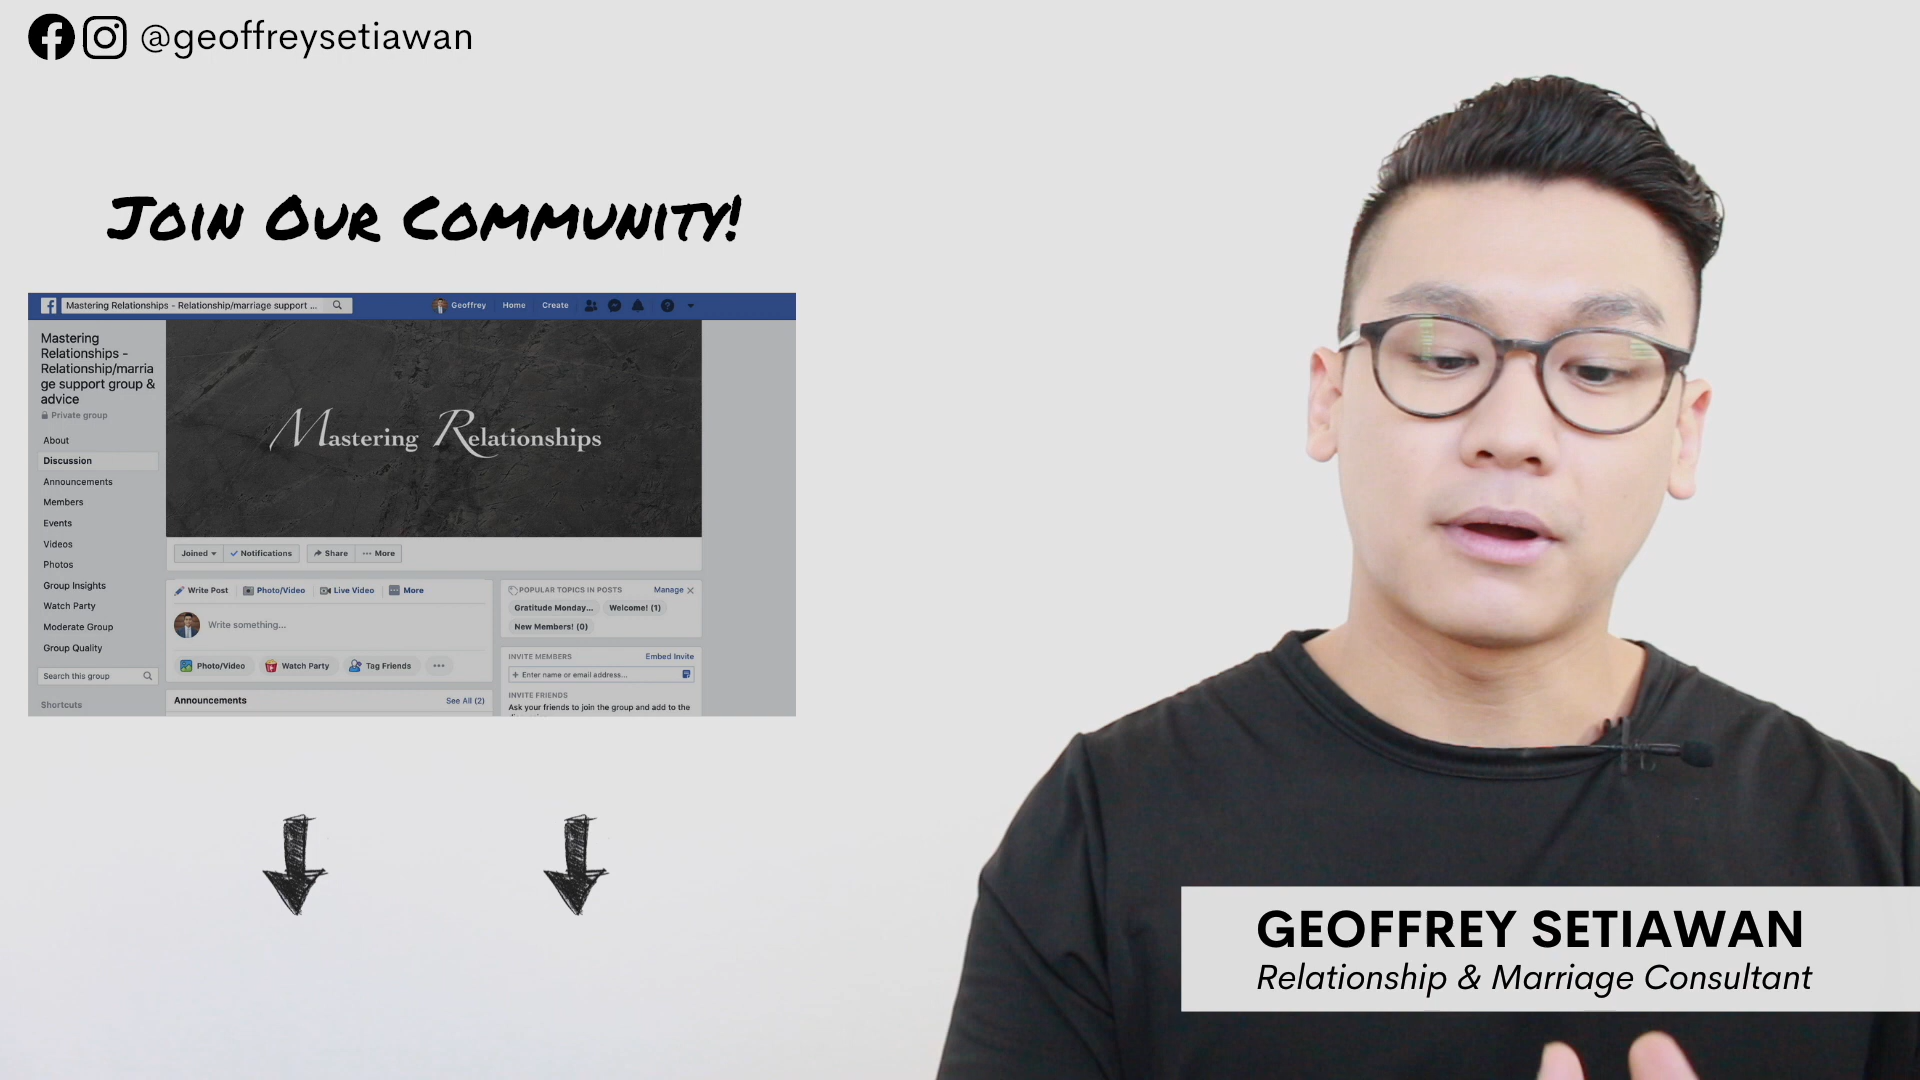 @geoffreysetiawan
Join Our Community!
Mastering Relationships - Relationship/marriage support ...
Geoffrey
Home
Create
Mastering
Relationships -
Relationship/marria
ge support group &
advice
Private group
About
Discussion
Announcements
Members
Events
Videos
Photos
Group Insights
Watch Party
Moderate Group
Group Quality
Search this group
Shortcuts
Mastering Relationships
Joined
Notifications
Share
More
Write Post
Photo/Video
Live Video
More
Write something...
Photo/Video
Watch Party
Tag Friends
Announcements
See All (2)
POPULAR TOPICS IN POSTS
Manage
Gratitude Monday...
Welcome! (1)
New Members! (0)
INVITE MEMBERS
Embed Invite
+ Enter name or email address...
INVITE FRIENDS
Ask your friends to join the group and add to the
GEOFFREY SETIAWAN
Relationship & Marriage Consultant